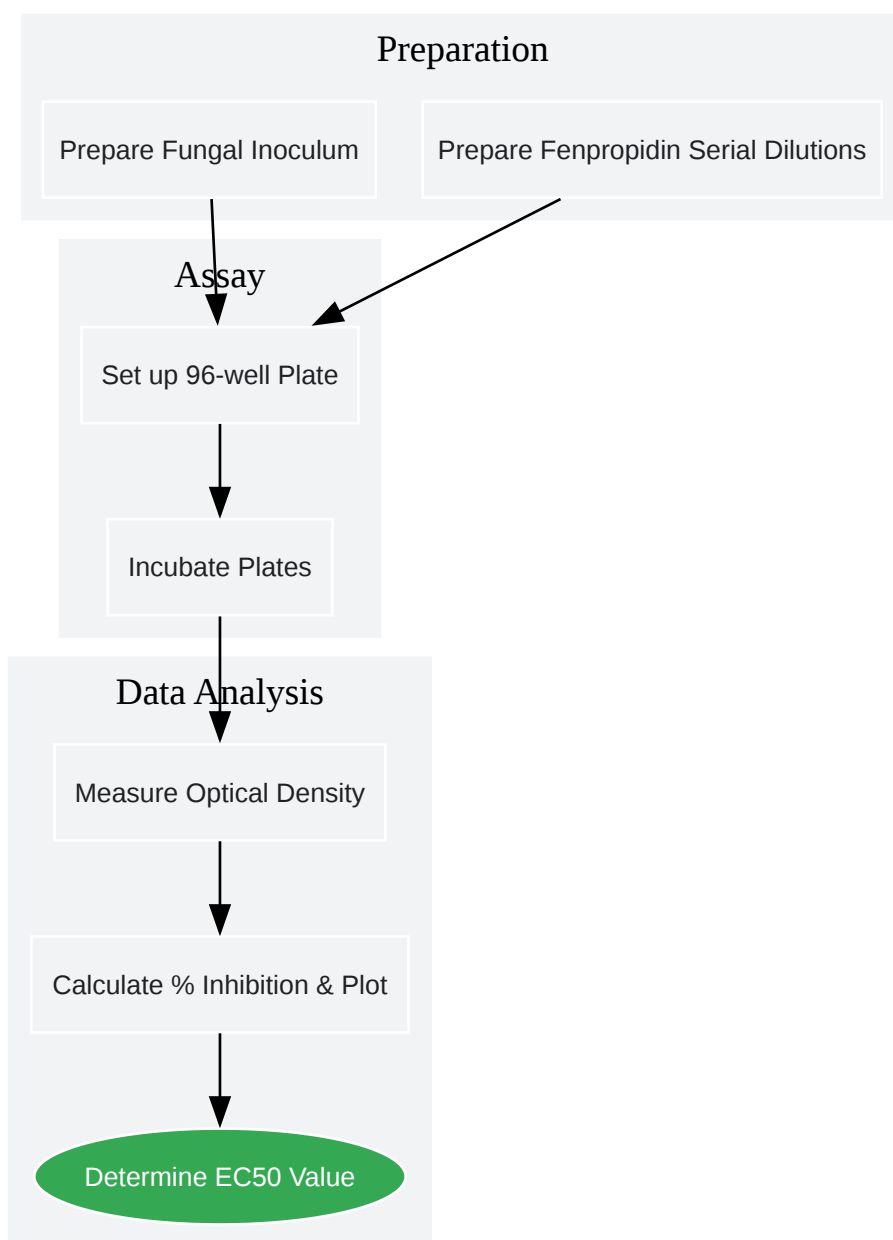 Preparation
Prepare Fungal Inoculum
Prepare Fenpropidin Serial Dilutions
Assay
Set up 96-well Plate
Incubate Plates
Data Analysis
Measure Optical Density
Calculate % Inhibition & Plot
Determine EC50 Value